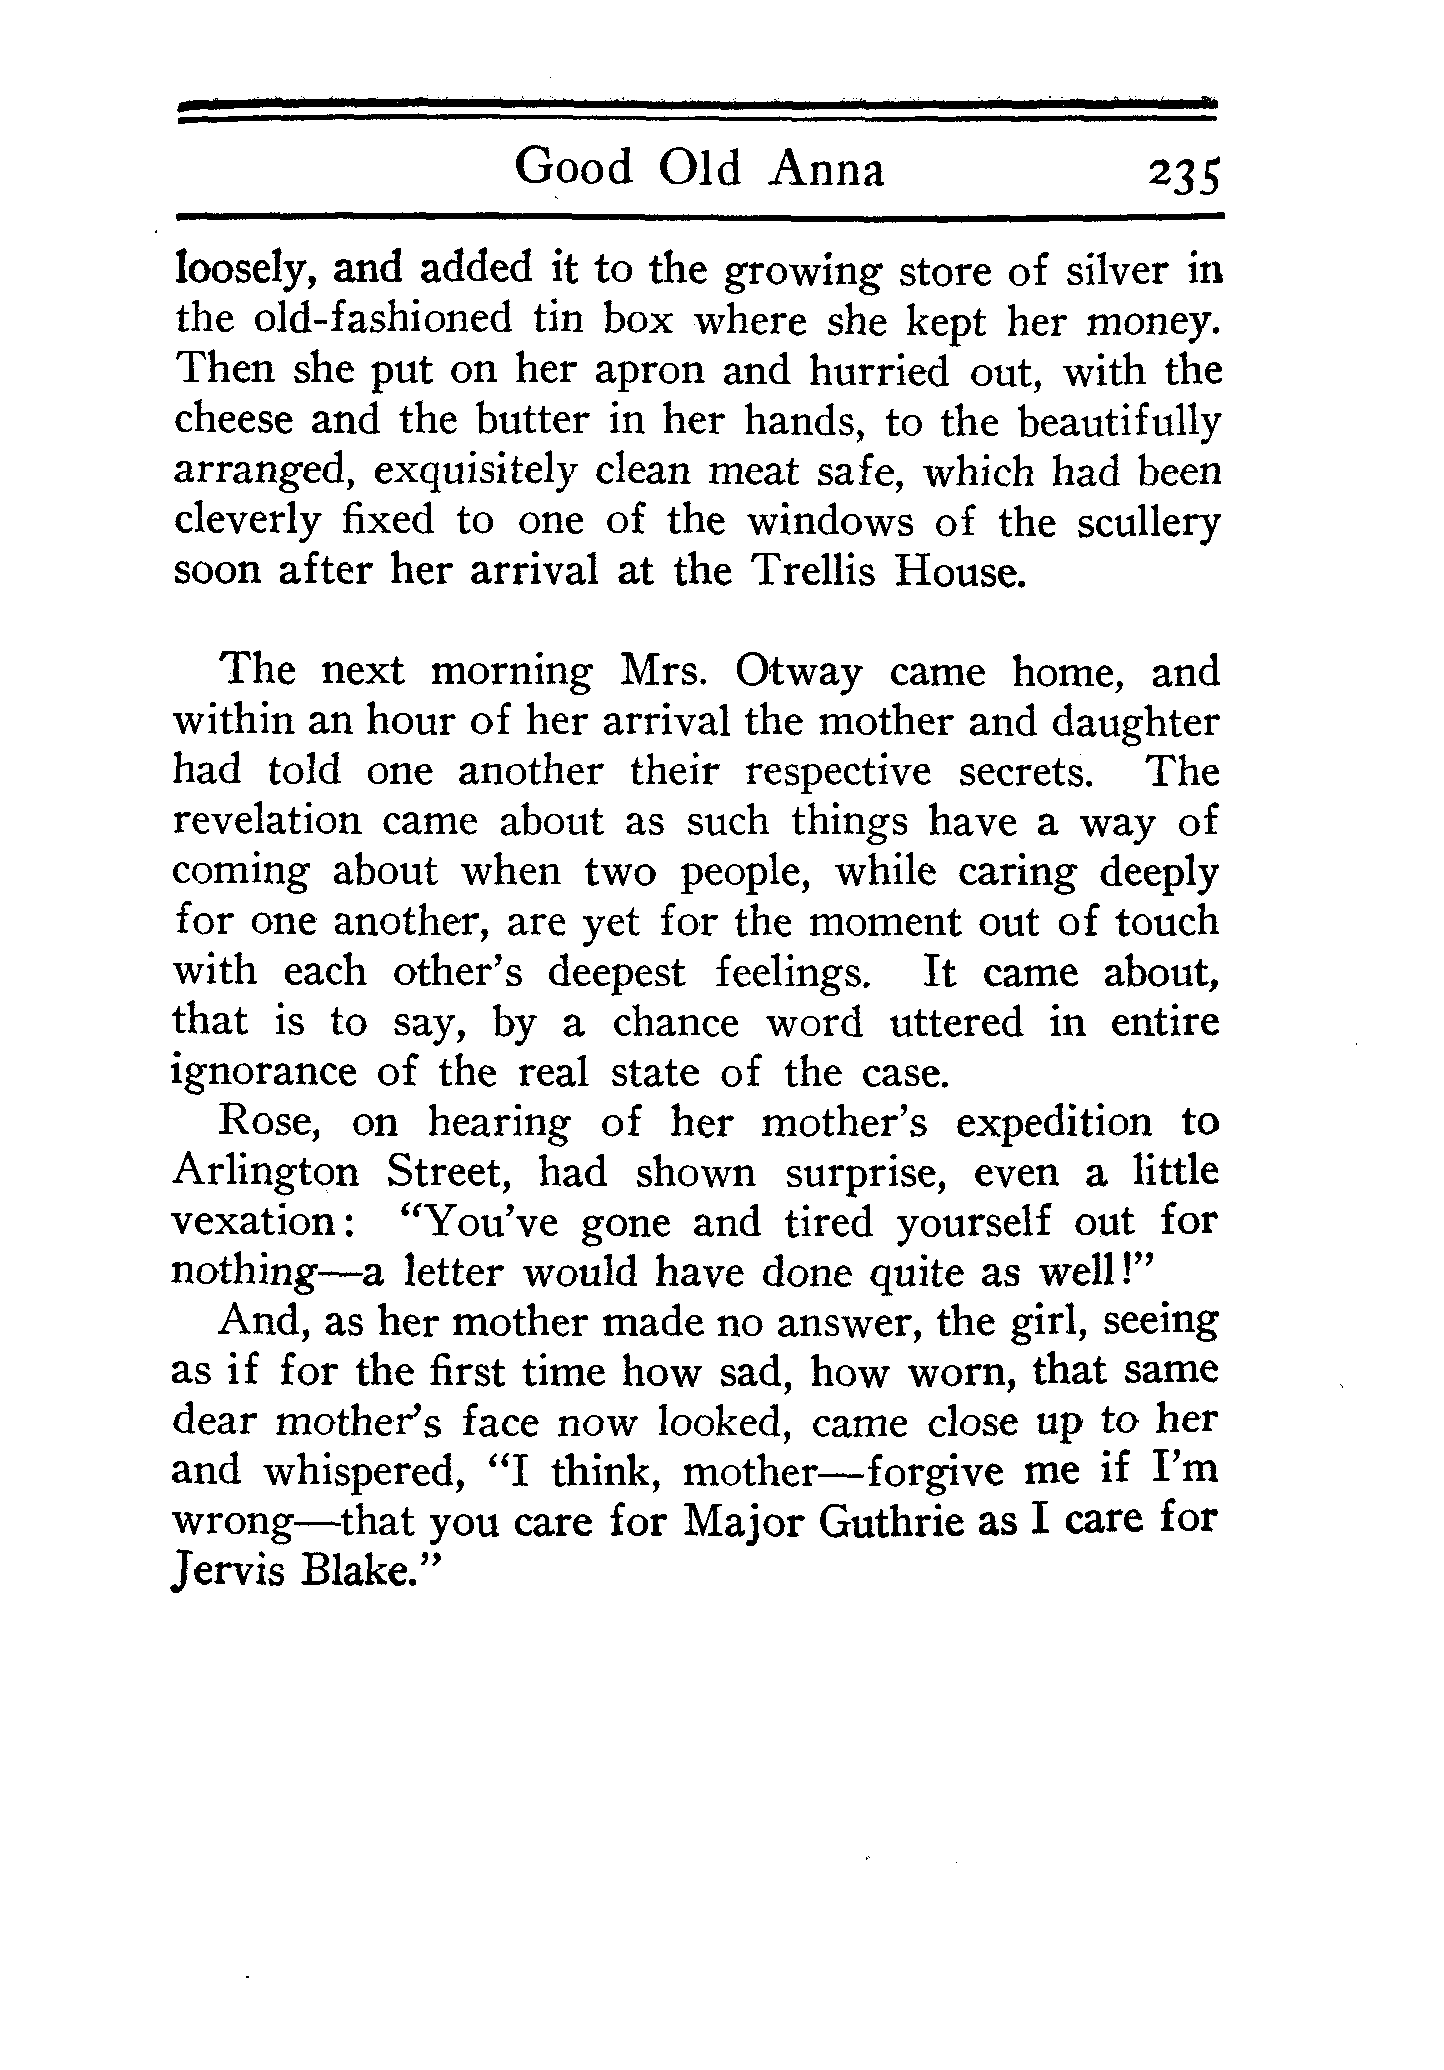 Good Old Anna 235
loosely, and added it to the growing store of silver in
the old-fashioned tin box where she kept her money.
Then she put on her apron and hurried out, with the
cheese and the butter in her hands, to the beautifully
arranged, exquisitely clean meat safe, which had been
cleverly fixed to one of the windows of the scullery
soon after her arrival at the Trellis House.
The next morning Mrs. Otway came home, and
within an hour of her arrival the mother and daughter
had told one another their respective secrets. The
revelation came about as such things have a way of
coming about when two people, while caring deeply
for one another, are yet for the moment out of touch
with each other's deepest feelings. It came about,
that is to say, by a chance word uttered in entire
ignorance of the real state of the case.
Rose, on hearing of her mother's expedition to
Arlington Street, had shown surprise, even a little
vexation: "You've gone and tired yourself out for
nothing—a letter would have done quite as well!"
And, as her mother made no answer, the girl, seeing
as if for the first time how sad, how worn, that same
dear mother's face now looked, came close up to her
and whispered, "I think, mother—forgive me if I'm
wrong—that you care for Major Guthrie as I care for
Jervis Blake."